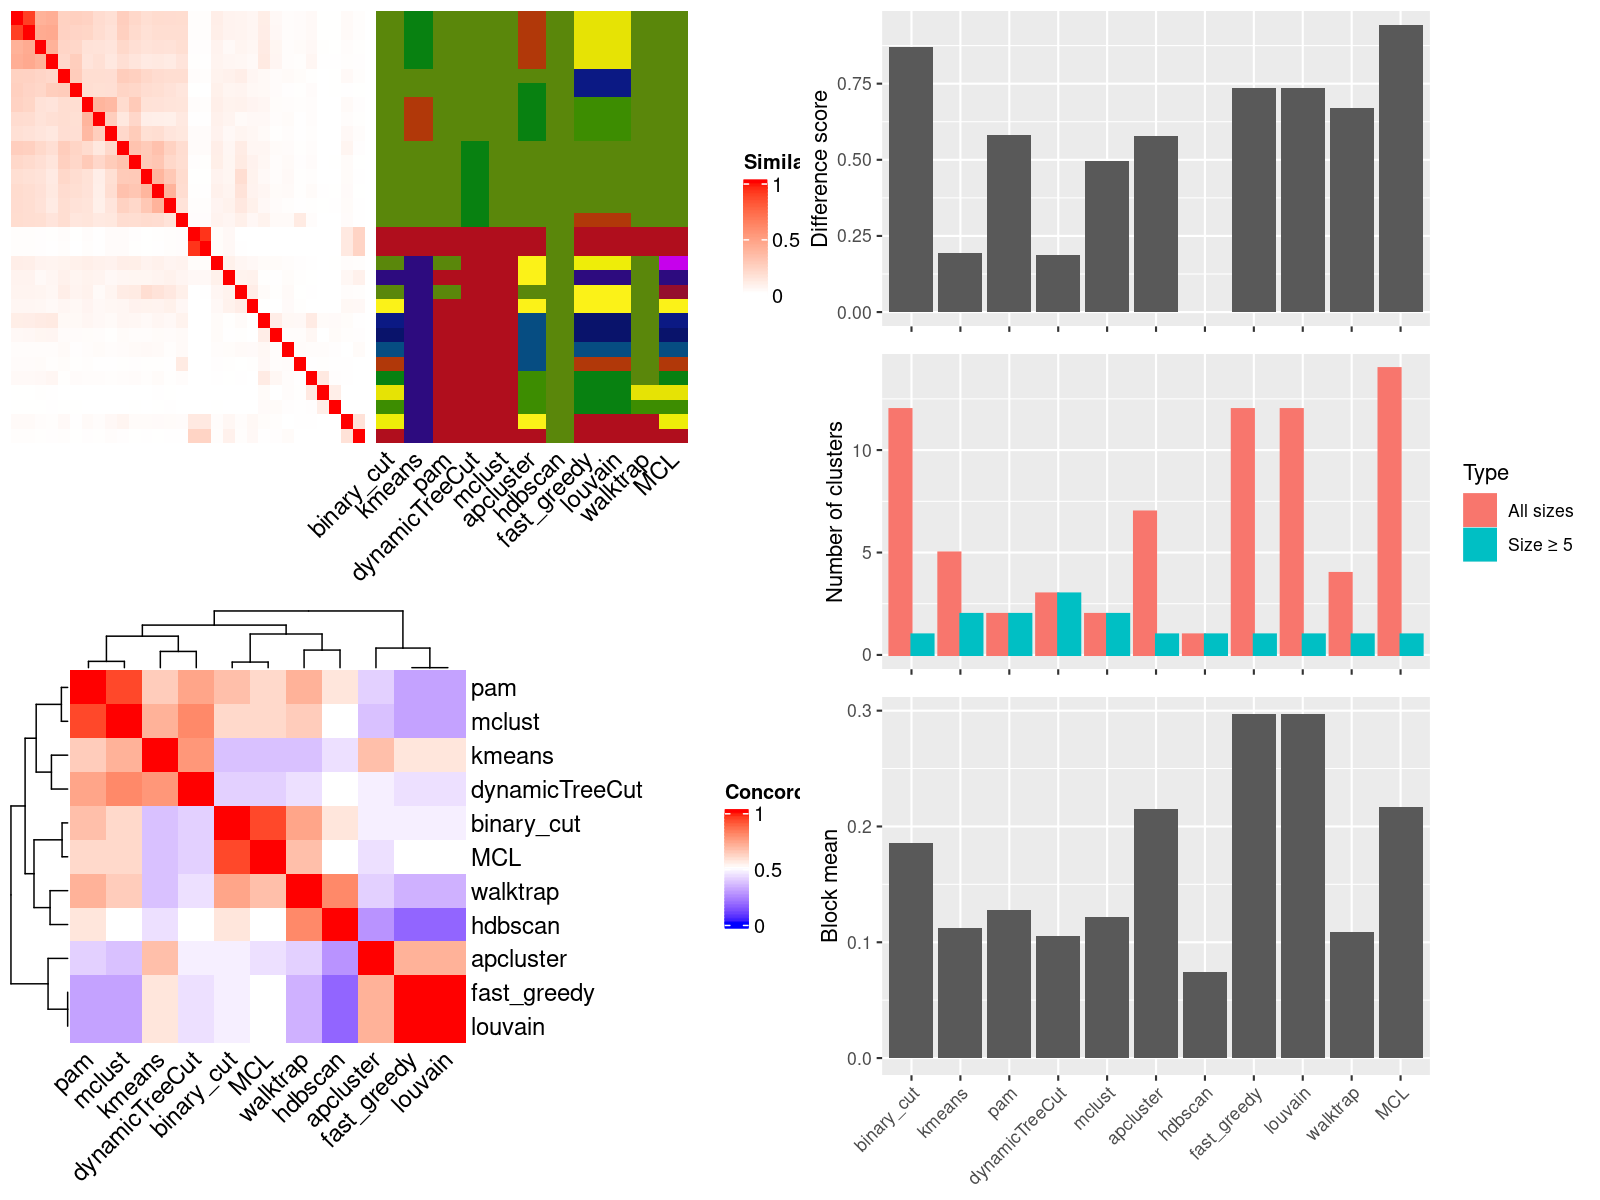 Simila
1
0.5
0
binary_cut
kmeans
pam
dynamicTreeCut
mclust
apcluster
hdbscan
fast_greedy
louvain
walktrap
MCL
pam
mclust
kmeans
dynamicTreeCut
binary_cut
MCL
walktrap
hdbscan
apcluster
fast_greedy
louvain
Concord
1
0.5
0
pam
mclust
kmeans
dynamicTreeCut
binary_cut
MCL
walktrap
hdbscan
apcluster
fast_greedy
louvain
Difference score
0.75
0.50
0.25
0.00
Number of clusters
10
5
0
Type
All sizes
Size ≥ 5
Block mean
0.3
0.2
0.1
0.0
binary_cut
kmeans
pam
dynamicTreeCut
mclust
apcluster
hdbscan
fast_greedy
louvain
walktrap
MCL